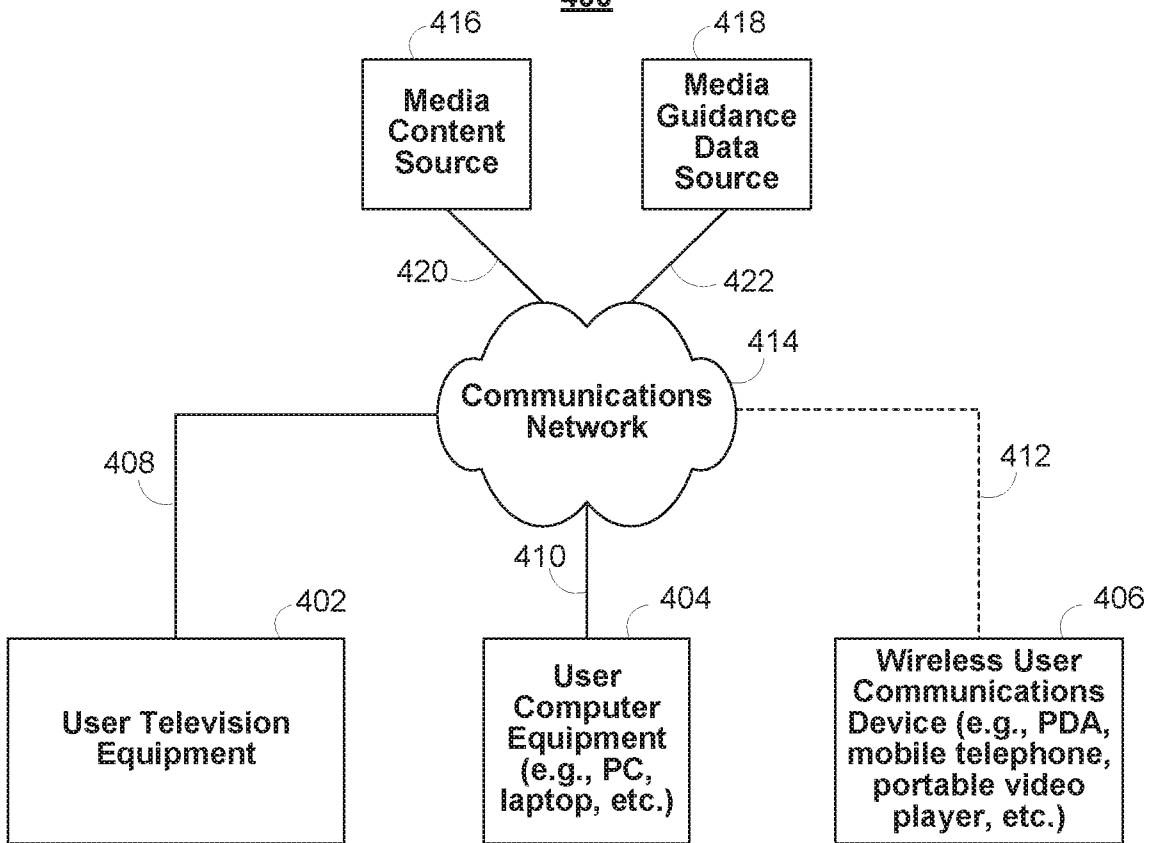 416
418
Media
Content
Source
Media
Guidance
Data
Source
420
422
414
Communications
Network
408
412
410
402
404
406
User Television
Equipment
User
Computer
Equipment
(e.g., PC,
laptop, etc.)
Wireless User
Communications
Device (e.g., PDA,
mobile telephone,
portable video
player, etc.)